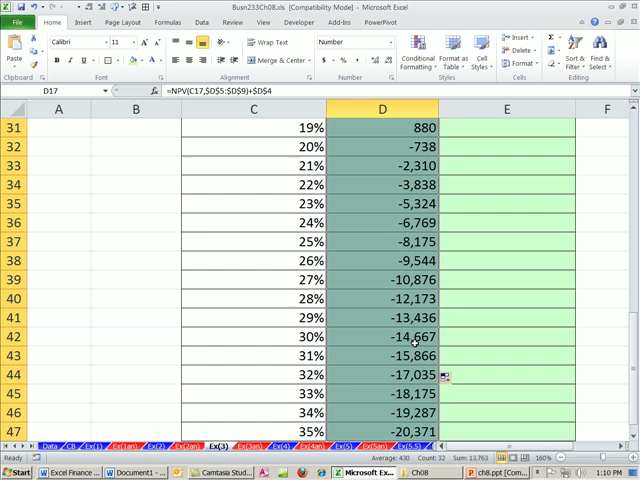 Busn233Ch08.xls [Compatibility Mode] - Microsoft Excel
File Home Insert Page Layout Formulas Data Review View Developer Add-Ins PowerPivot
Paste Calibri 11 Wrap Text Number Conditional Formatting Format as Table Cell Styles Insert Sort & Filter Find & Select
B I U A Merge & Center $ % , Delete Format
Clipboard Font Alignment Number Styles Cells Editing
D17 fx =NPV(C17,$D$5:$D$9)+$D$4
A B C D E F
31 19% 880
32 20% -738
33 21% -2,310
34 22% -3,838
35 23% -5,324
36 24% -6,769
37 25% -8,175
38 26% -9,544
39 27% -10,876
40 28% -12,173
41 29% -13,436
42 30% -14,667
43 31% -15,866
44 32% -17,035
45 33% -18,175
46 34% -19,287
47 35% -20,371
Data CB Ex(1) Ex(1an) Ex(2) Ex(2an) Ex(3) Ex(3an) Ex(4) Ex(4an) Ex(5) Ex(5an) Ex(5.5)
Ready Average: 430 Count: 32 Sum: 13,763 160%
Start Excel Finance ... Document1 - ... Camtasia Stud... Microsoft Excel Ch08 ch8.ppt [Com... 1:10 PM